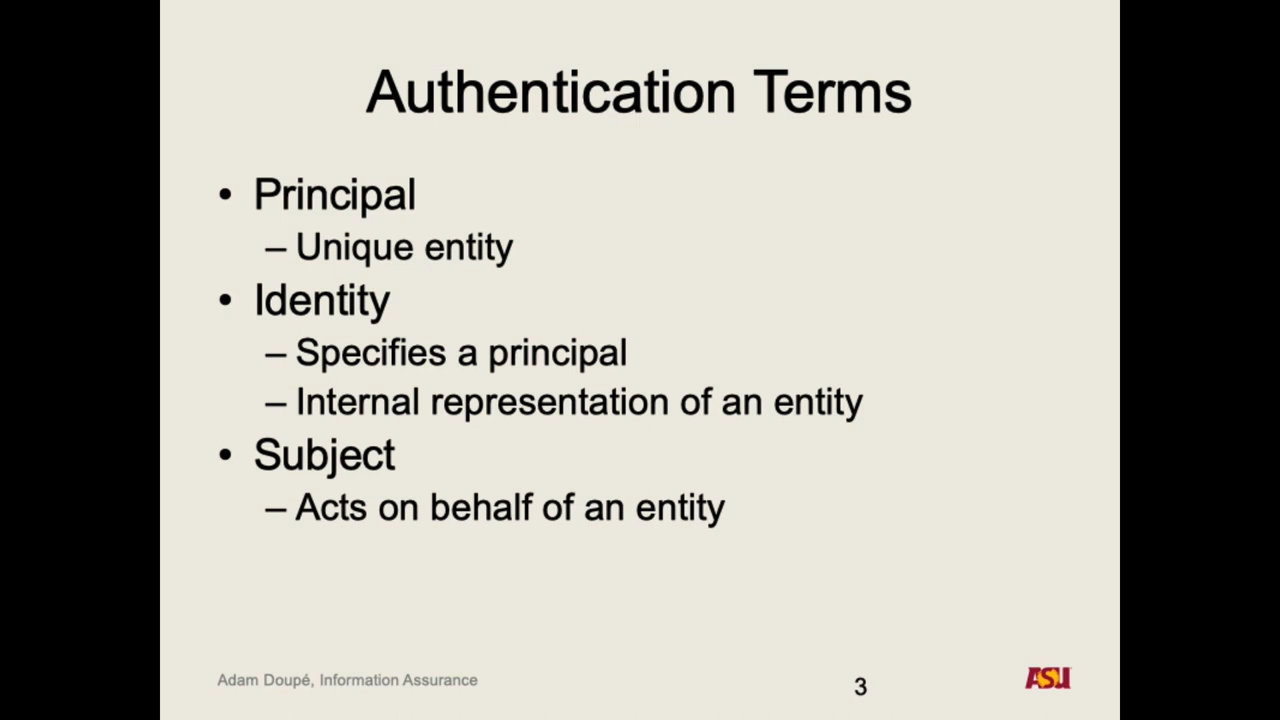 Authentication Terms
• Principal
– Unique entity
• Identity
– Specifies a principal
– Internal representation of an entity
• Subject
– Acts on behalf of an entity
Adam Doupé, Information Assurance
3
ASU